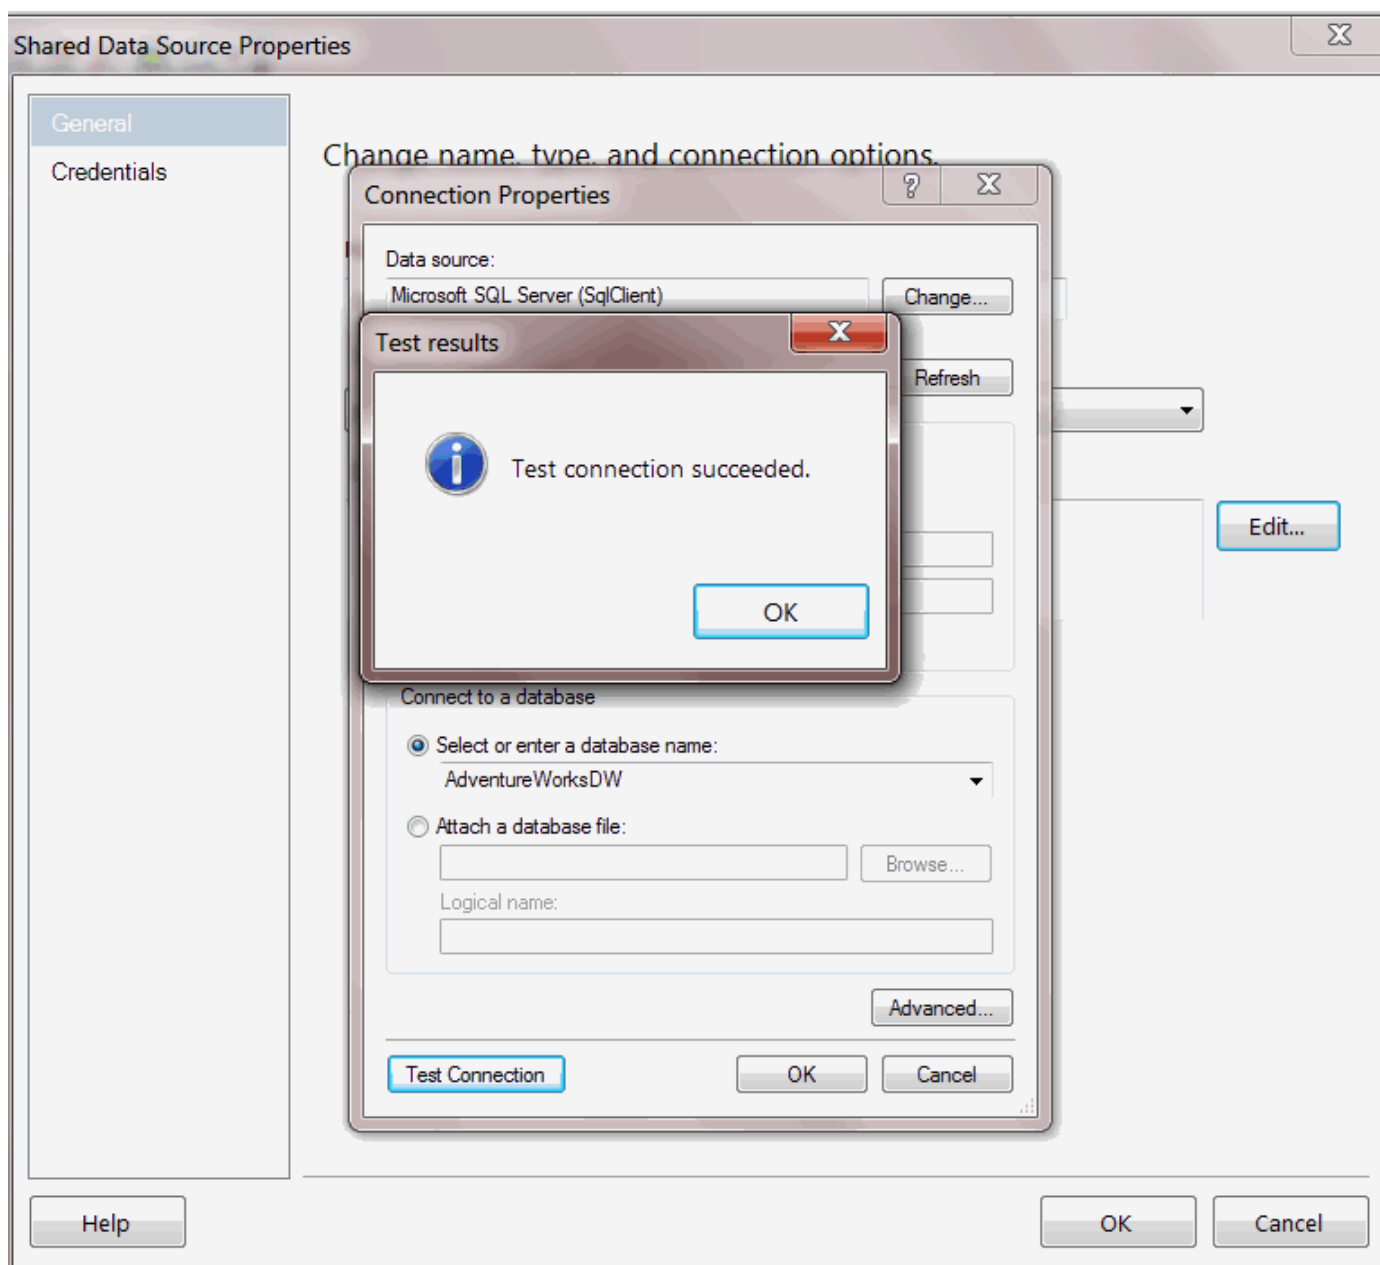 Shared Data Source Properties
General
Credentials
Change name, type, and connection options.
Connection Properties
Data source:
Microsoft SQL Server (SqlClient)
Change...
Refresh
Test results
Test connection succeeded.
OK
Edit...
Connect to a database
Select or enter a database name:
AdventureWorksDW
Attach a database file:
Browse...
Logical name:
Advanced...
Test Connection
OK
Cancel
Help
OK
Cancel